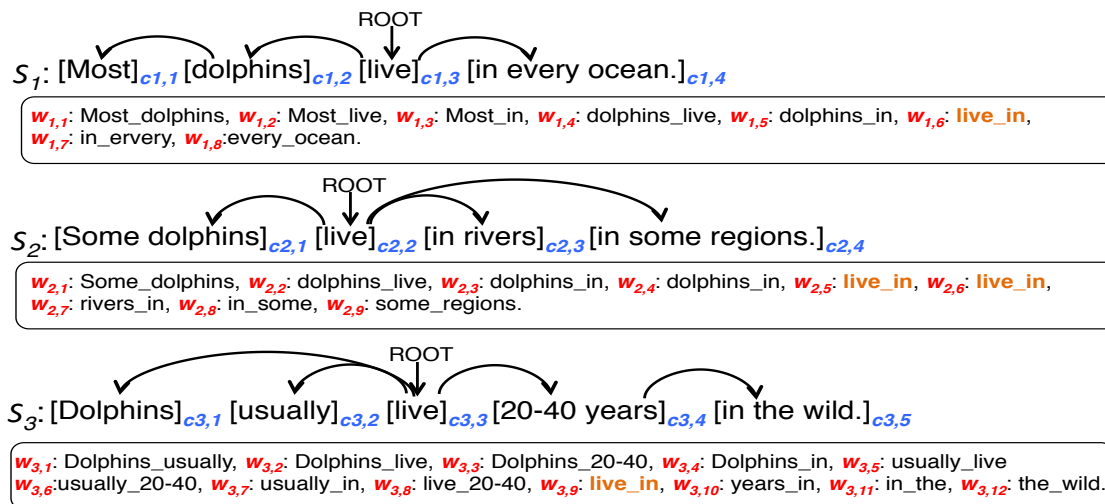 ROOT
S1: [Most]c1,1 [dolphins]c1,2 [live]c1,3 [in every ocean.]c1,4
w1,1: Most_dolphins, w1,2: Most_live, w1,3: Most_in, w1,4: dolphins_live, w1,5: dolphins_in, w1,6: live_in,
w1,7: in_ervery, w1,8:every_ocean.
ROOT
S2: [Some dolphins]c2,1 [live]c2,2 [in rivers]c2,3 [in some regions.]c2,4
w2,1: Some_dolphins, w2,2: dolphins_live, w2,3: dolphins_in, w2,4: dolphins_in, w2,5: live_in, w2,6: live_in,
w2,7: rivers_in, w2,8: in_some, w2,9: some_regions.
ROOT
S3: [Dolphins]c3,1 [usually]c3,2 [live]c3,3 [20-40 years]c3,4 [in the wild.]c3,5
w3,1: Dolphins_usually, w3,2: Dolphins_live, w3,3: Dolphins_20-40, w3,4: Dolphins_in, w3,5: usually_live
w3,6:usually_20-40, w3,7: usually_in, w3,8: live_20-40, w3,9: live_in, w3,10: years_in, w3,11: in_the, w3,12: the_wild.